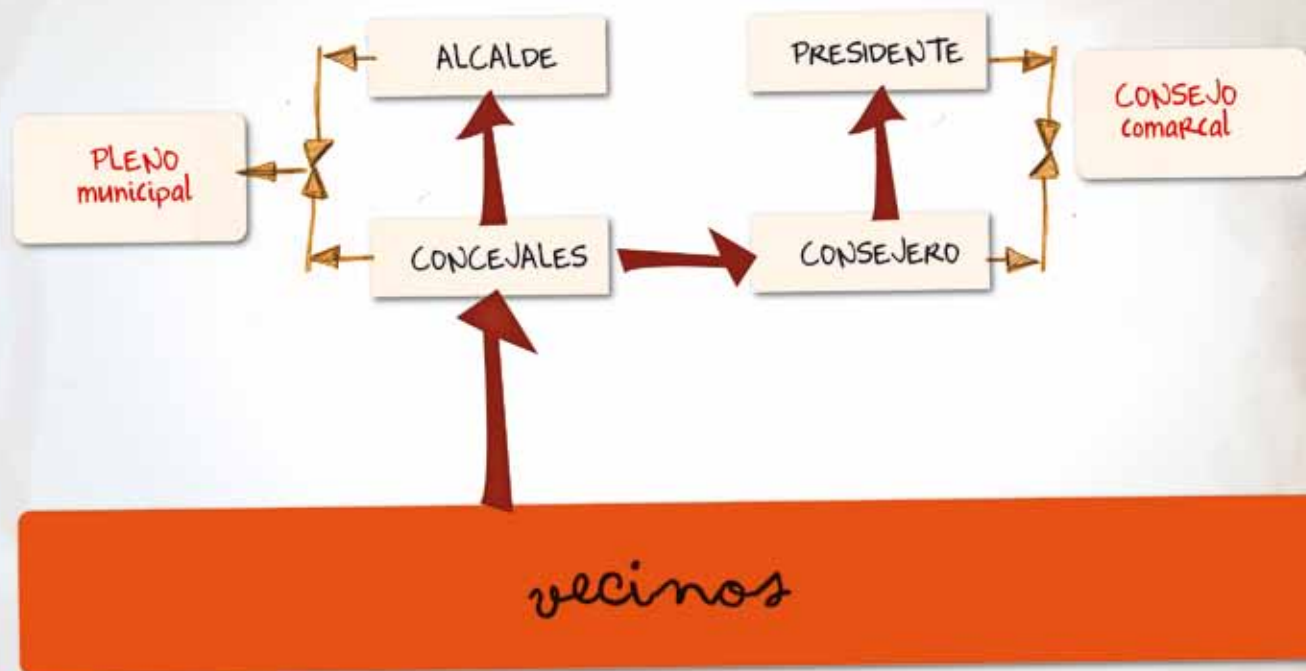 ALCALDE
PRESIDENTE
PLENO
municipal
CONSEJO
comarcal
CONCEJALES
CONSEJERO
vecinos